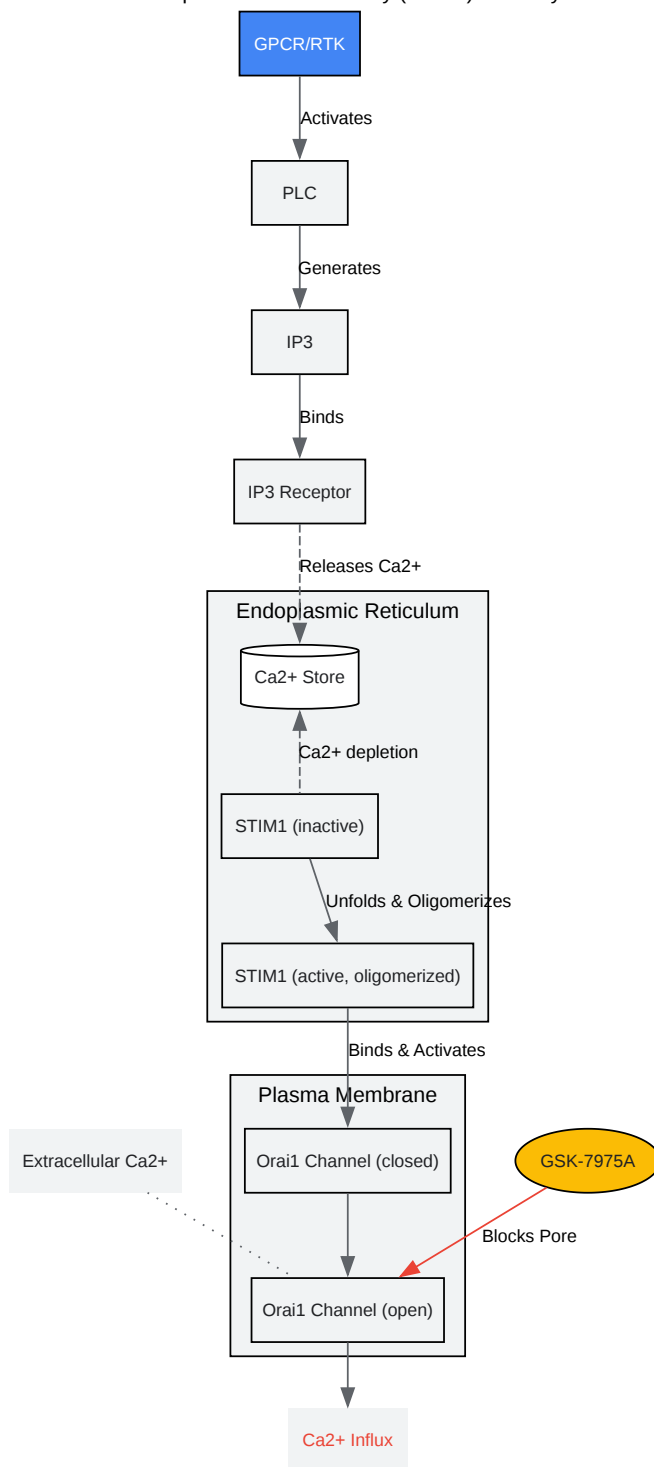 GPCR/RTK
Activates
PLC
Generates
IP3
Binds
IP3 Receptor
Releases Ca2+
Endoplasmic Reticulum
Ca2+ Store
Ca2+ depletion
STIM1 (inactive)
Unfolds & Oligomerizes
STIM1 (active, oligomerized)
Binds & Activates
Plasma Membrane
Extracellular Ca2+
Orai1 Channel (closed)
GSK-7975A
Blocks Pore
Orai1 Channel (open)
Ca2+ Influx